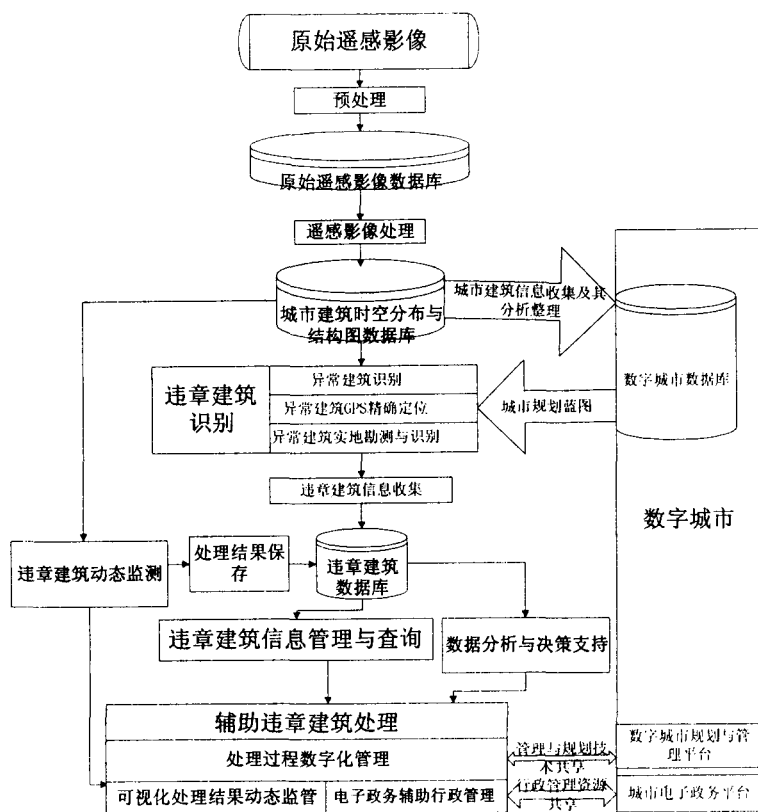 原始遥感影像
预处理
原始遥感影像数据库
遥感影像处理
城市建筑时空分布与
结构图数据库
城市建筑信息收集及其
分析整理
数字城市数据库
违章建筑
识别
异常建筑识别
异常建筑GPS精确定位
异常建筑实地勘测与识别
城市规划蓝图
违章建筑信息收集
数字城市
违章建筑动态监测
处理结果保
存
违章建筑
数据库
违章建筑信息管理与查询
数据分析与决策支持
辅助违章建筑处理
处理过程数字化管理
可视化处理结果动态监管
电子政务辅助行政管理
管理与规划技
术共享
行政管理资源
共享
数字城市规划与管
理平台
城市电子政务平台